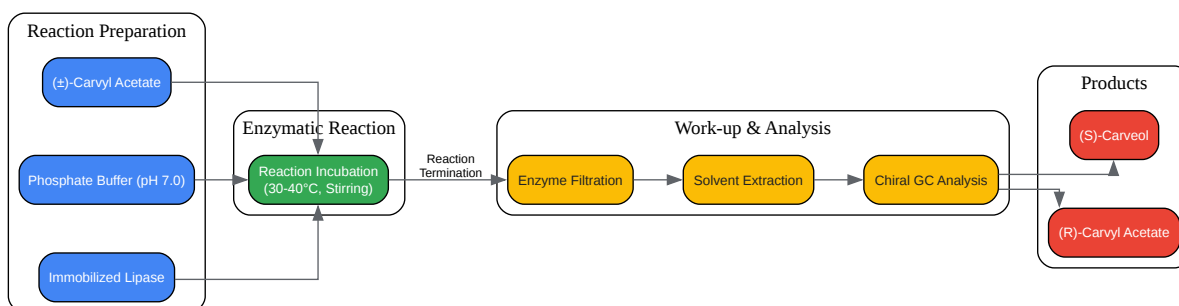 Reaction Preparation
(±)-Carvyl Acetate
Phosphate Buffer (pH 7.0)
Immobilized Lipase
Enzymatic Reaction
Reaction Incubation
(30-40°C, Stirring)
Reaction
Termination
Work-up & Analysis
Enzyme Filtration
Solvent Extraction
Chiral GC Analysis
Products
(S)-Carveol
(R)-Carvyl Acetate